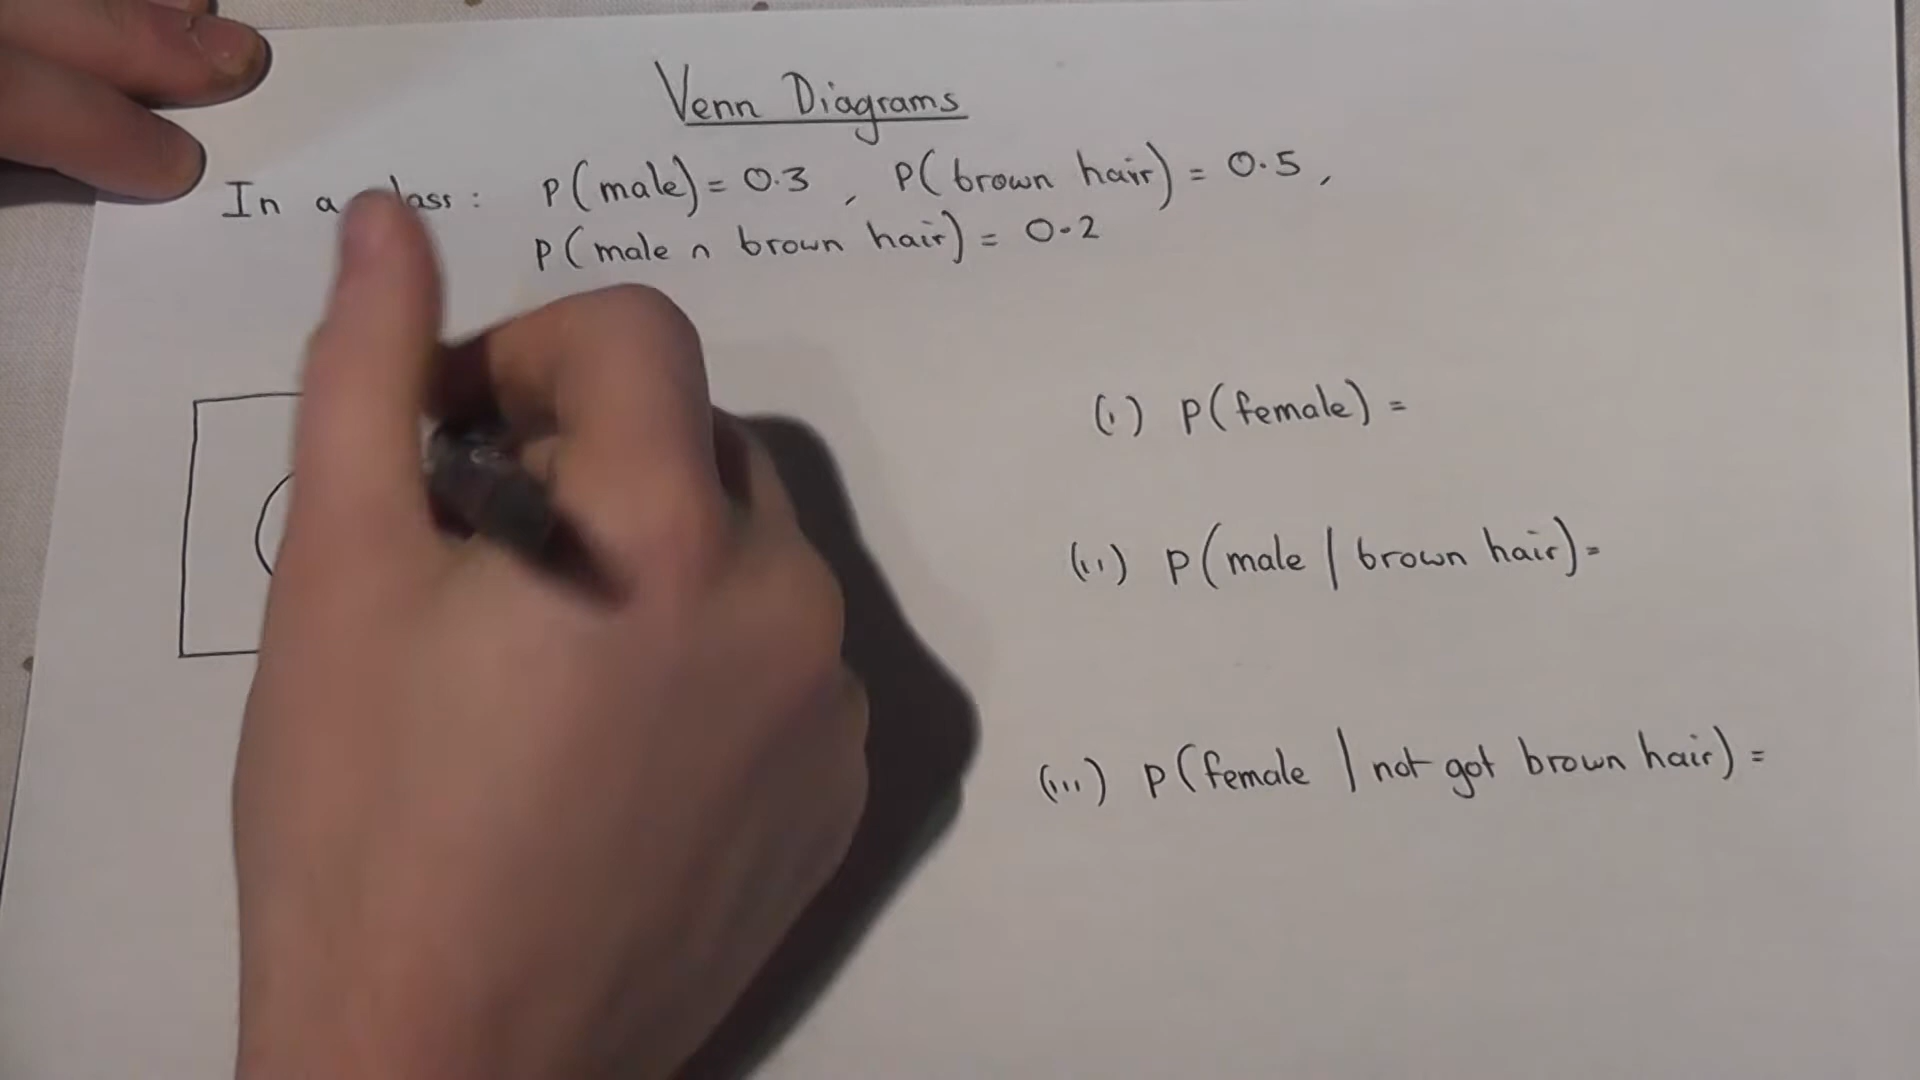 Venn Diagrams
In a class: P(male) = 0.3, P(brown hair) = 0.5,
P(male ∩ brown hair) = 0.2
(i) P(female) =
(ii) P(male | brown hair) =
(iii) P(female | not got brown hair) =